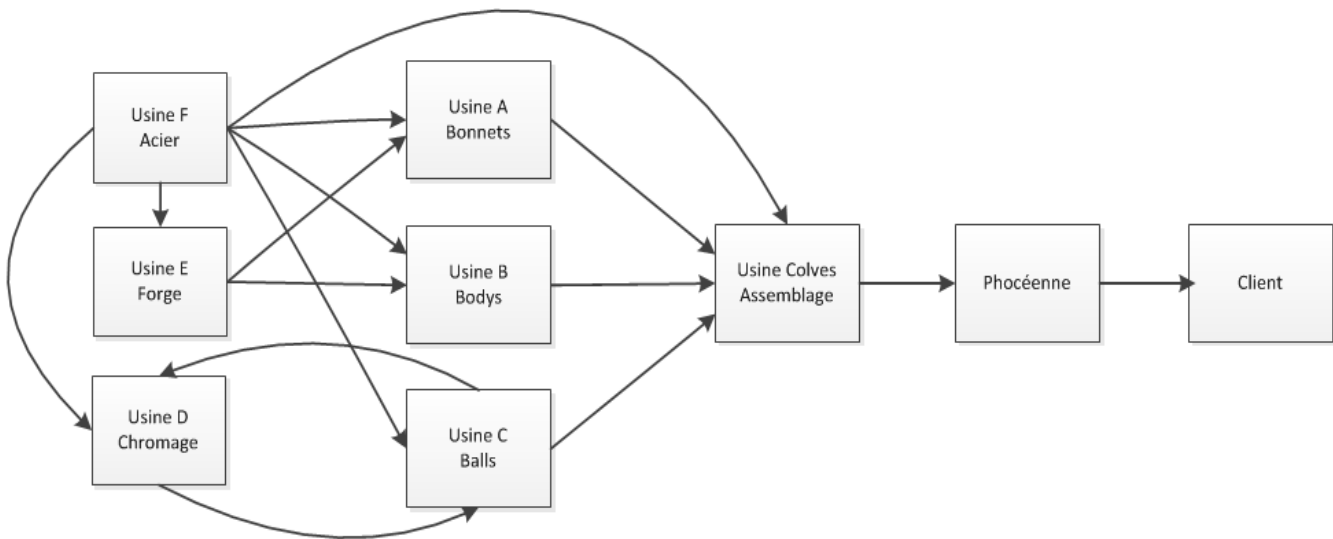 Usine F
Acier
Usine A
Bonnets
Usine E
Forge
Usine B
Bodys
Usine Colves
Assemblage
Phocéenne
Client
Usine D
Chromage
Usine C
Balls